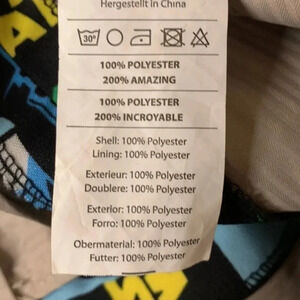 Hergestellt in China
30°
100% POLYESTER
200% AMAZING
100% POLYESTER
200% INCROYABLE
Shell: 100% Polyester
Lining: 100% Polyester
Exterieur: 100% Polyester
Doublere: 100% Polyester
Exterior: 100% Polyester
Forro: 100% Polyester
Obermaterial: 100% Polyester
Futter: 100% Polyester